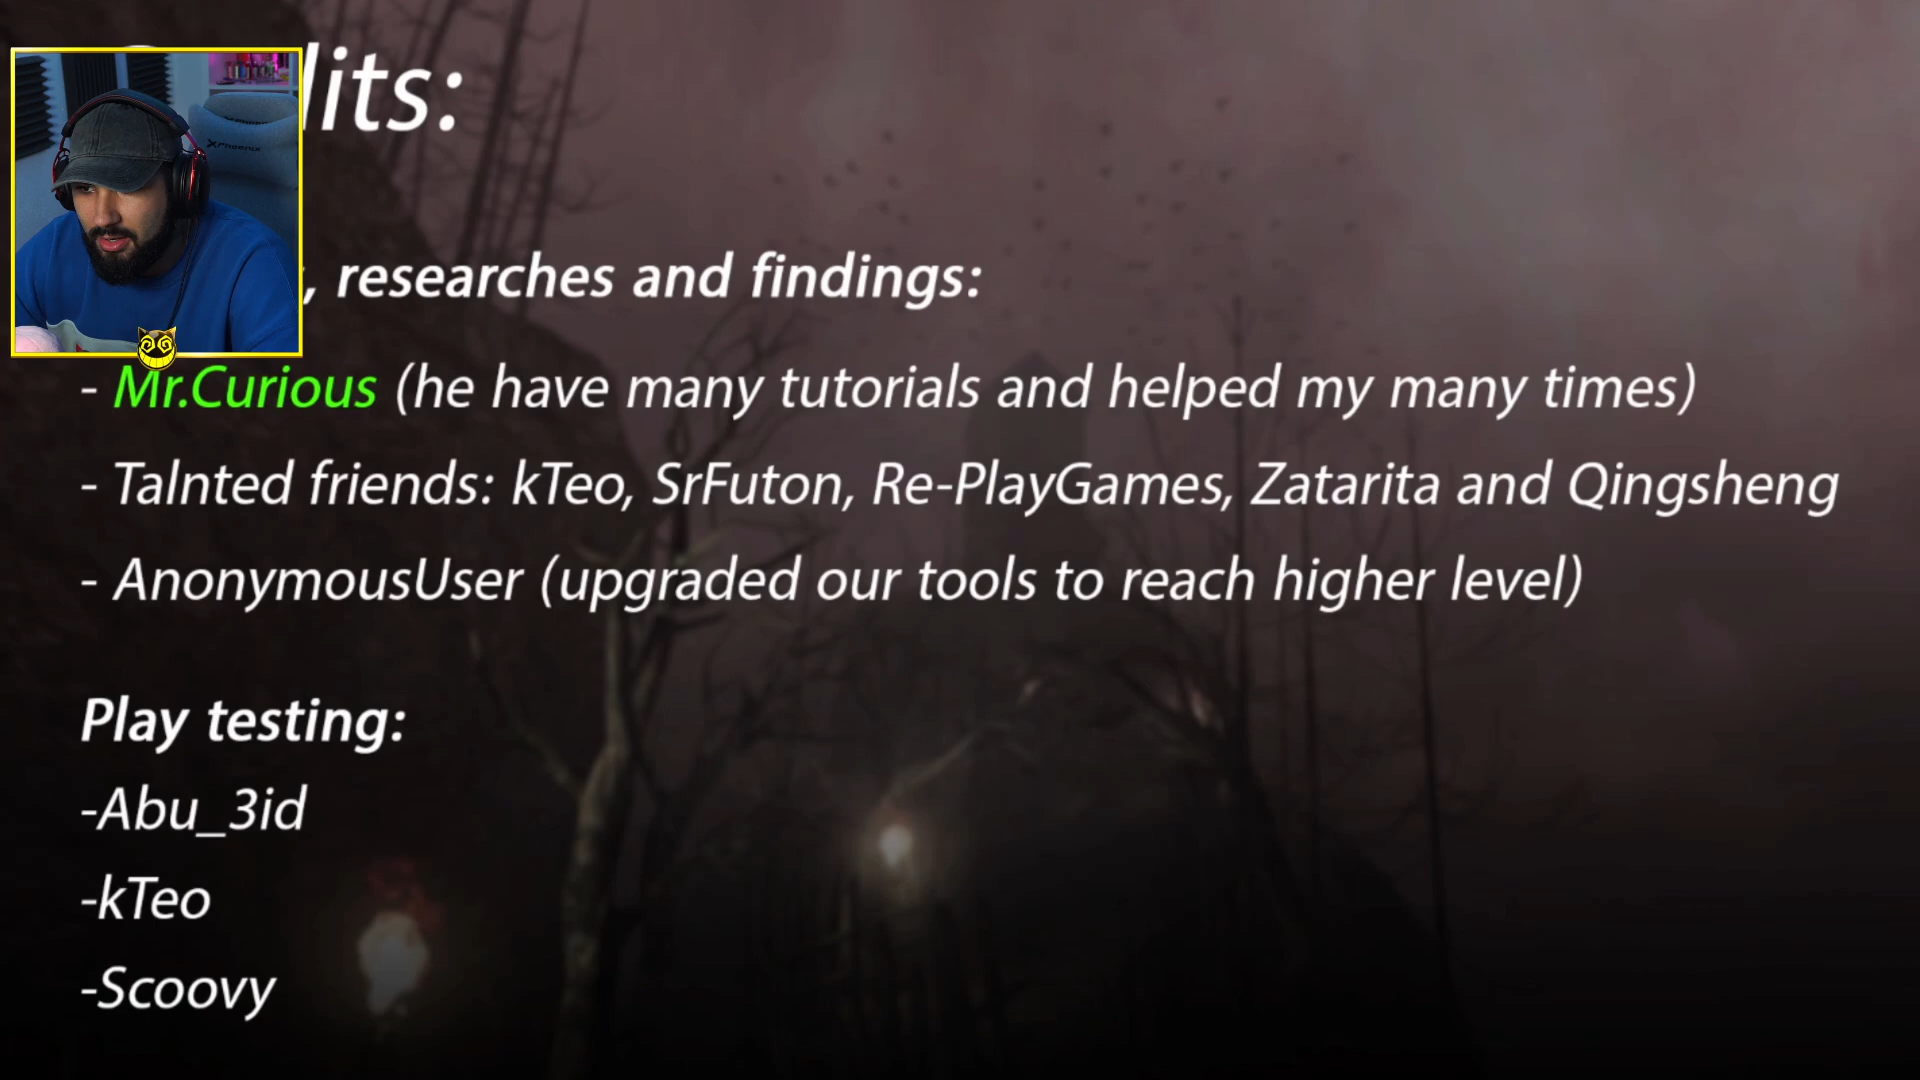 lits:
, researches and findings:
XPhoenix
- Mr.Curious (he have many tutorials and helped my many times)
- Talnted friends: kTeo, SrFuton, Re-PlayGames, Zatarita and Qingsheng
- AnonymousUser (upgraded our tools to reach higher level)
Play testing:
-Abu_3id
-kTeo
-Scoovy